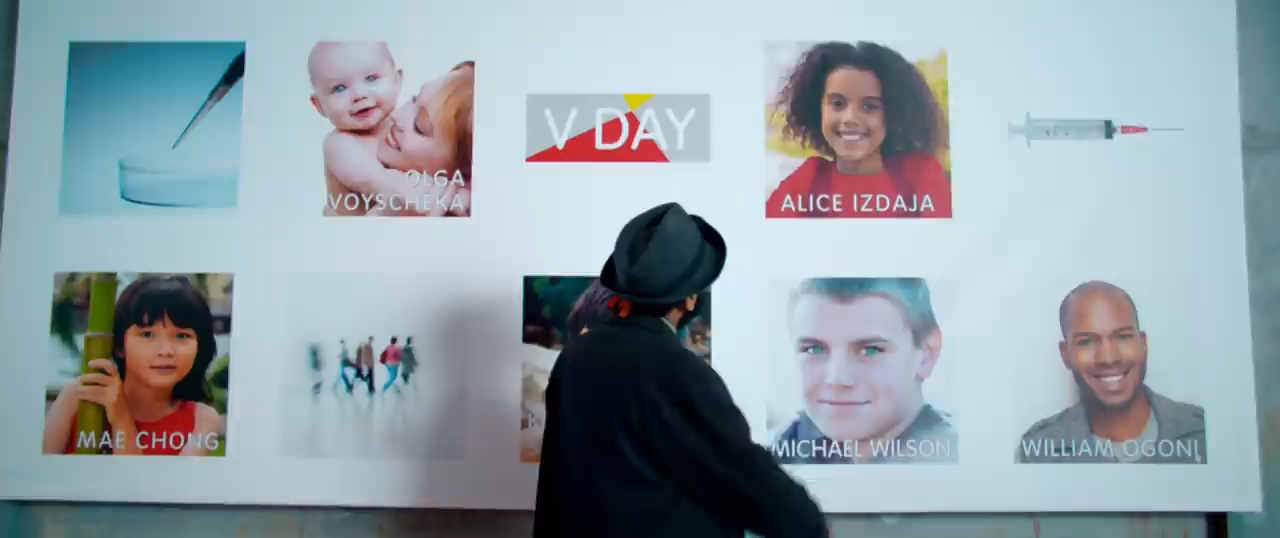 OLGA
VOYSCHEKA
V DAY
ALICE IZDAJA
MAE CHONG
MICHAEL WILSON
WILLIAM OGONI